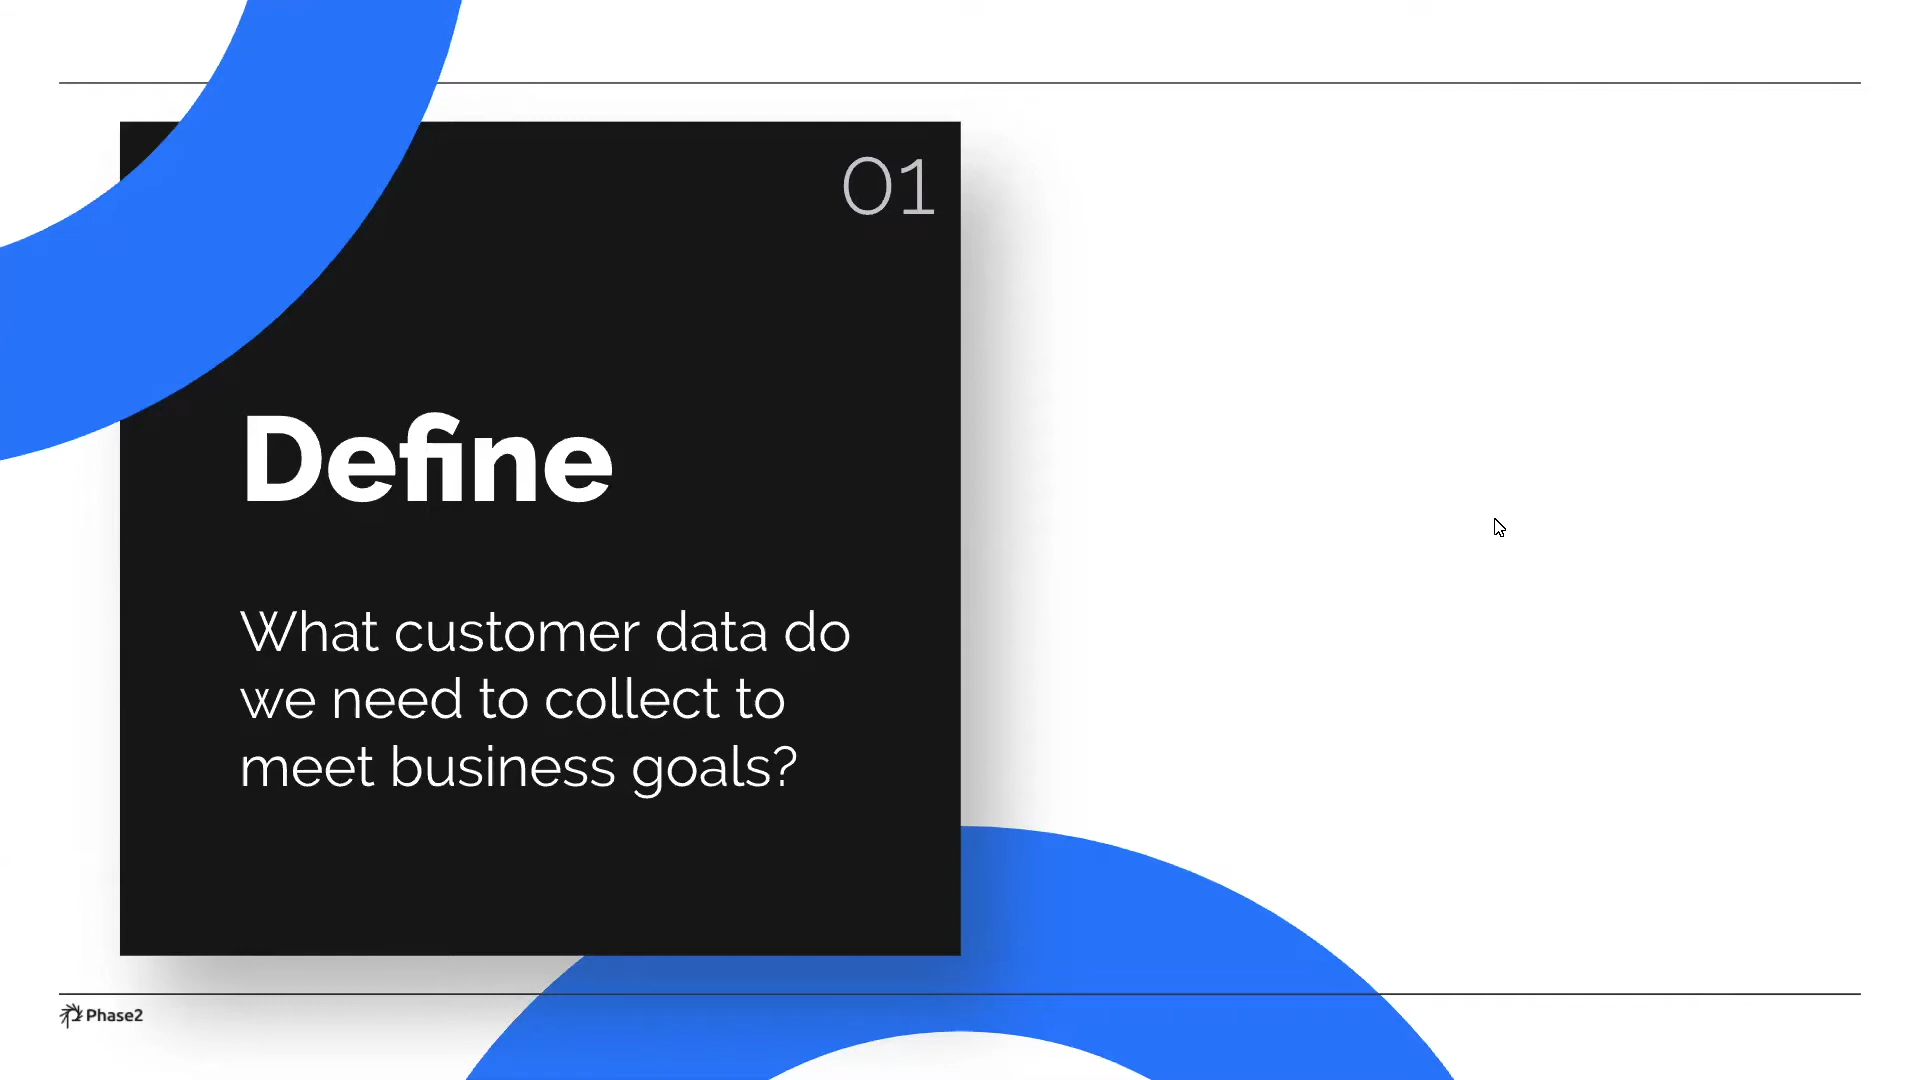 01
Define
What customer data do
we need to collect to
meet business goals?
Phase2